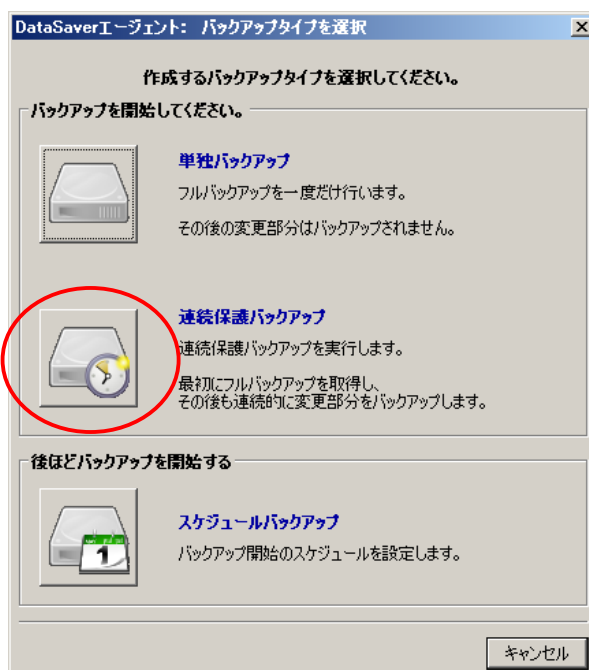 DataSaverエージェント： バックアップタイプを選択
作成するバックアップタイプを選択してください。
バックアップを開始してください。
単独バックアップ
フルバックアップを一度だけ行います。
その後の変更部分はバックアップされません。
連続保護バックアップ
連続保護バックアップを実行します。
最初にフルバックアップを取得し、
その後も連続的に変更部分をバックアップします。
後ほどバックアップを開始する
1
スケジュールバックアップ
バックアップ開始のスケジュールを設定します。
キャンセル